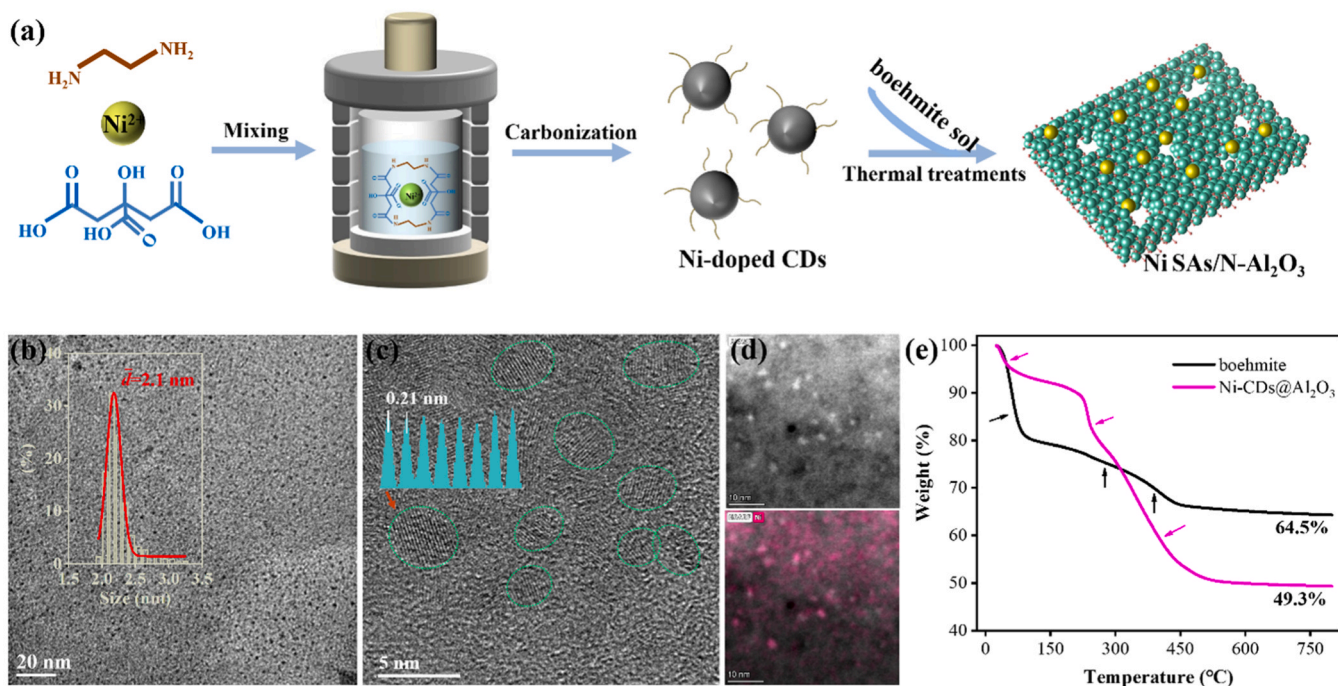 (a)
H₂N
NH₂
Ni²⁺
O
OH
O
HO
HO
O
OH
Mixing
Carbonization
Ni-doped CDs
boehmite sol
Thermal treatments
Ni SAs/N-Al₂O₃
(b)
d̄=2.1 nm
40
30
20
10
0
(%)
1.5 2.0 2.5 3.0 3.5
Size (nm)
20 nm
(c)
0.21 nm
5 nm
(d)
10 nm
Ni
10 nm
(e)
boehmite
Ni-CDs@Al₂O₃
100
90
80
70
60
50
40
Weight (%)
64.5%
49.3%
0 150 300 450 600 750
Temperature (°C)